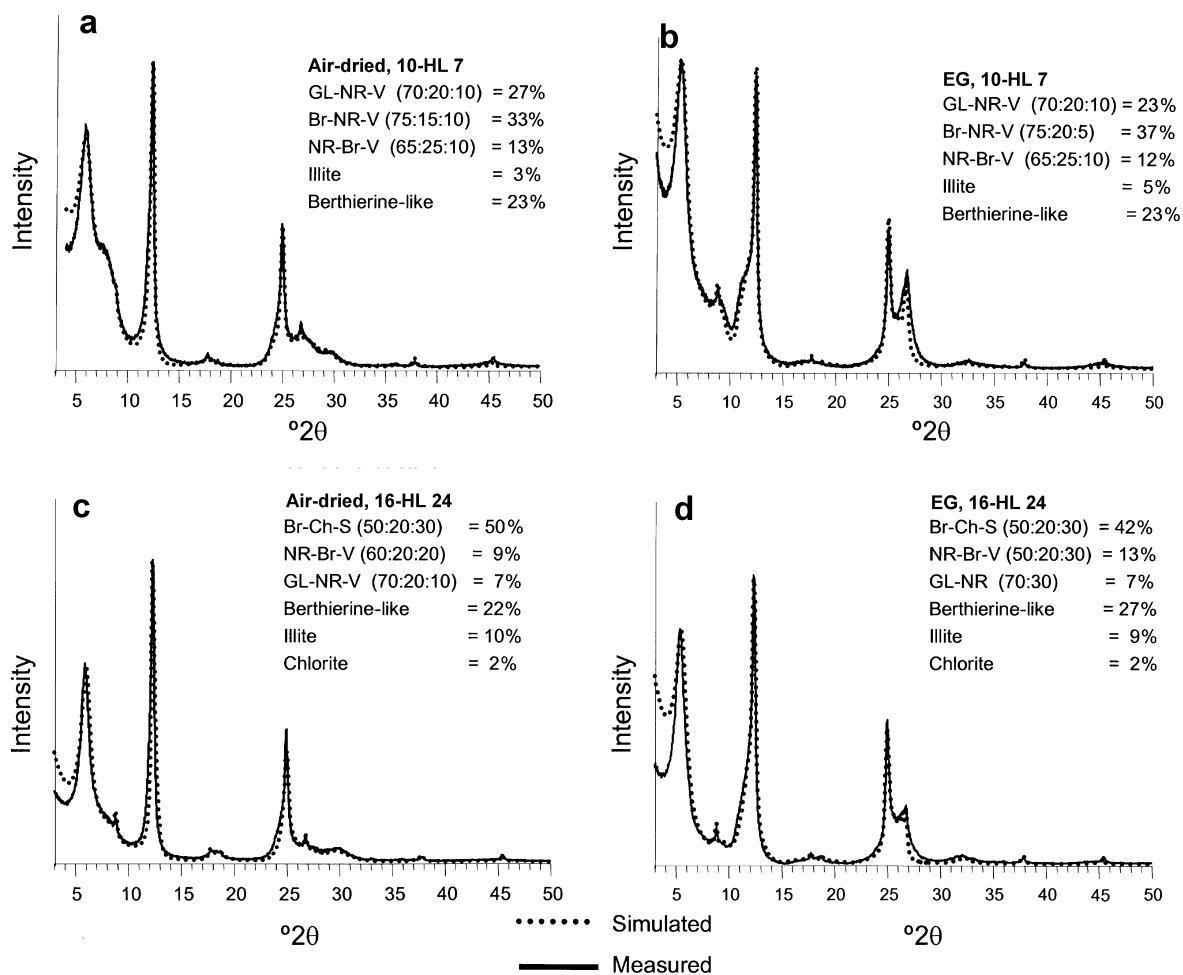 a
Air-dried, 10-HL 7
GL-NR-V (70:20:10) = 27%
Br-NR-V (75:15:10) = 33%
NR-Br-V (65:25:10) = 13%
Illite = 3%
Berthierine-like = 23%
Intensity
5 10 15 20 25 30 35 40 45 50
º2θ
b
EG, 10-HL 7
GL-NR-V (70:20:10) = 23%
Br-NR-V (75:20:5) = 37%
NR-Br-V (65:25:10) = 12%
Illite = 5%
Berthierine-like = 23%
Intensity
5 10 15 20 25 30 35 40 45 50
º2θ
c
Air-dried, 16-HL 24
Br-Ch-S (50:20:30) = 50%
NR-Br-V (60:20:20) = 9%
GL-NR-V (70:20:10) = 7%
Berthierine-like = 22%
Illite = 10%
Chlorite = 2%
Intensity
5 10 15 20 25 30 35 40 45 50
º2θ
d
EG, 16-HL 24
Br-Ch-S (50:20:30) = 42%
NR-Br-V (50:20:30) = 13%
GL-NR (70:30) = 7%
Berthierine-like = 27%
Illite = 9%
Chlorite = 2%
Intensity
5 10 15 20 25 30 35 40 45 50
º2θ
Simulated
Measured